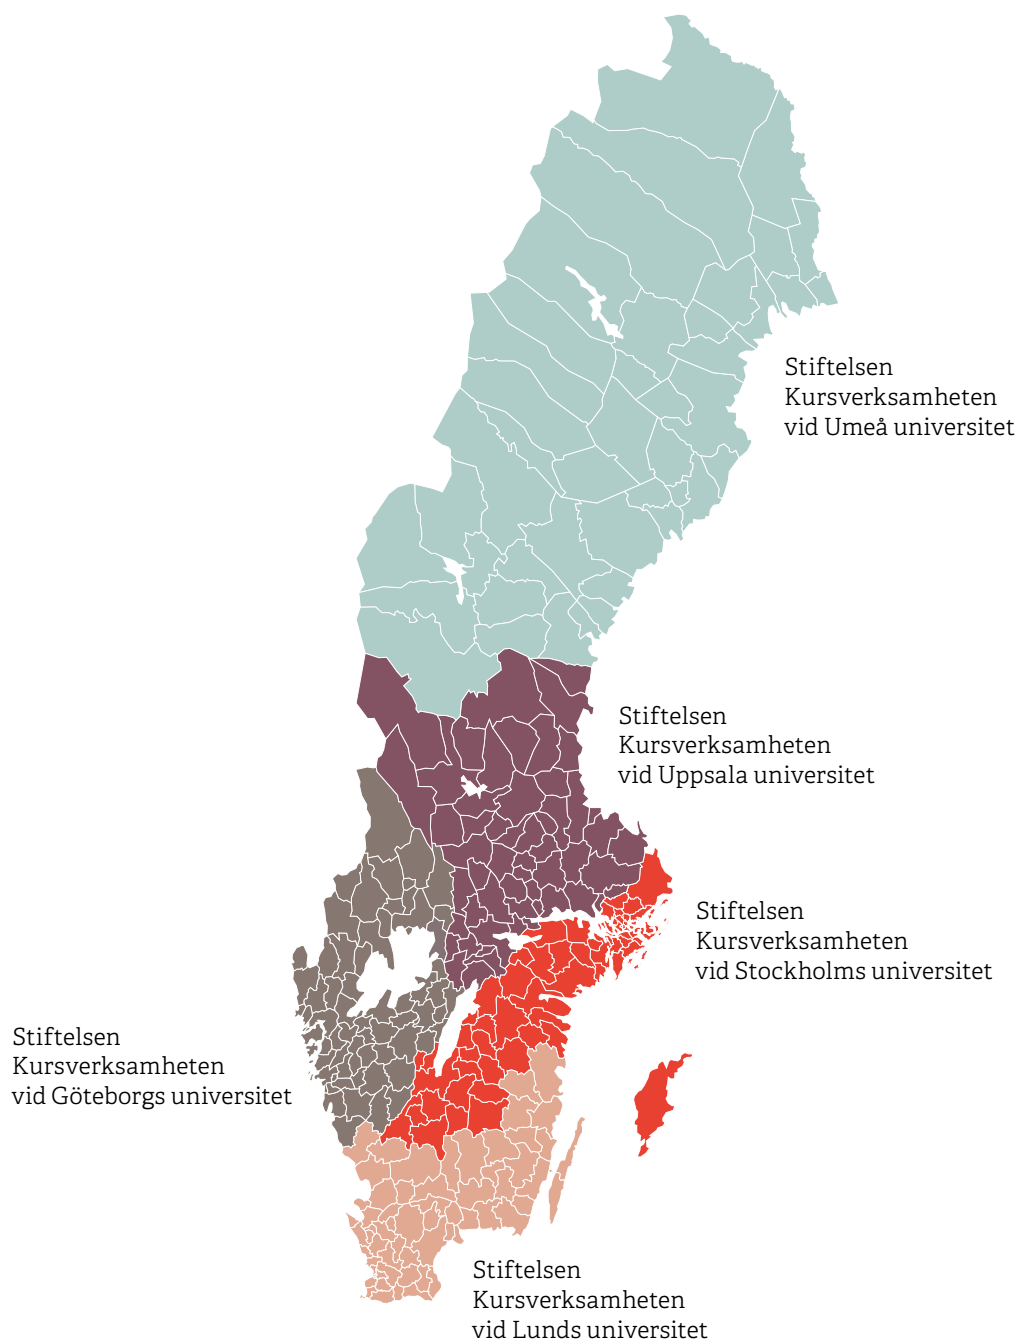 Stiftelsen
Kursverksamheten
vid Umeå universitet
Stiftelsen
Kursverksamheten
vid Uppsala universitet
Stiftelsen
Kursverksamheten
vid Stockholms universitet
Stiftelsen
Kursverksamheten
vid Göteborgs universitet
Stiftelsen
Kursverksamheten
vid Lunds universitet